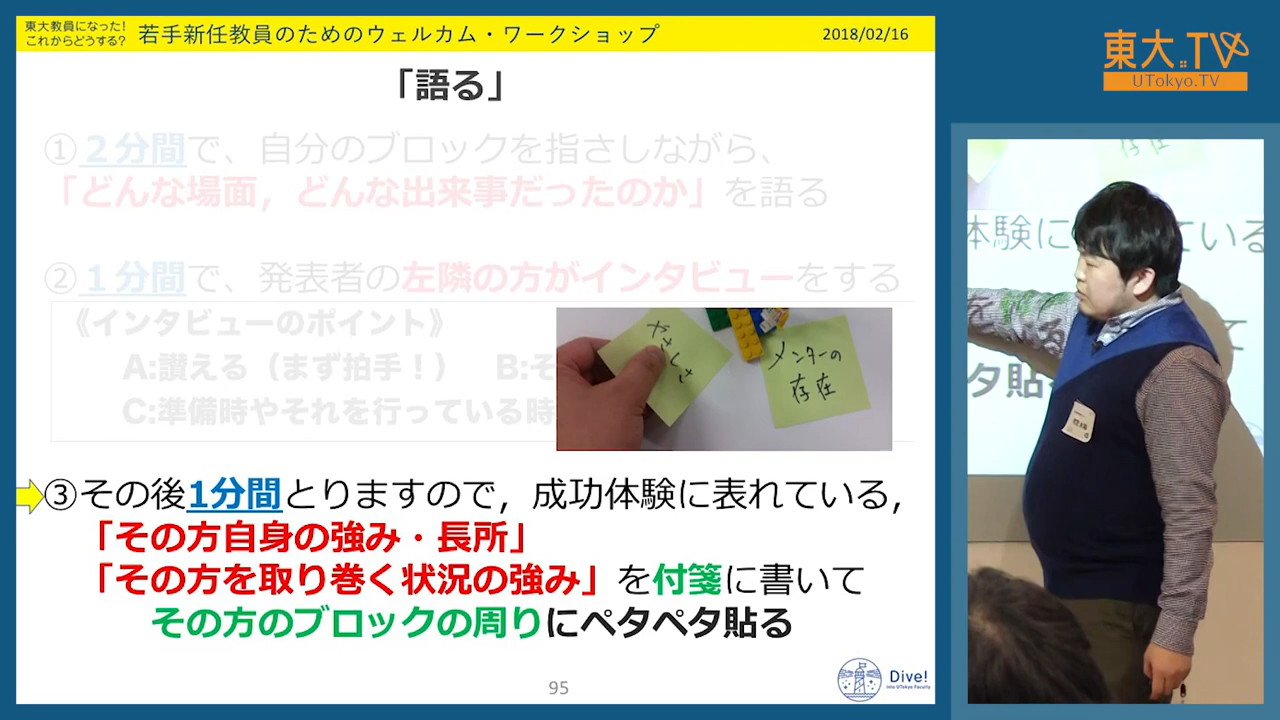 東大教員になった!
これからどうする?
若手新任教員のためのウェルカム・ワークショップ
2018/02/16
「語る」
①2分間で、自分のブロックを指さしながら、
「どんな場面,どんな出来事だったのか」を語る
②1分間で、発表者の左隣の方がインタビューをする
《インタビューのポイント》
A:讃える(まず拍手!) B:そ
C:準備時やそれを行っている時
やさしさ
メンターの
存在
③その後1分間とりますので,成功体験に表れている,
「その方自身の強み・長所」
「その方を取り巻く状況の強み」を付箋に書いて
その方のブロックの周りにペタペタ貼る
95
Dive!
Into UTokyo Faculty
東大.TV
UTokyo.TV
存在
体験に
ている
て
タ貼